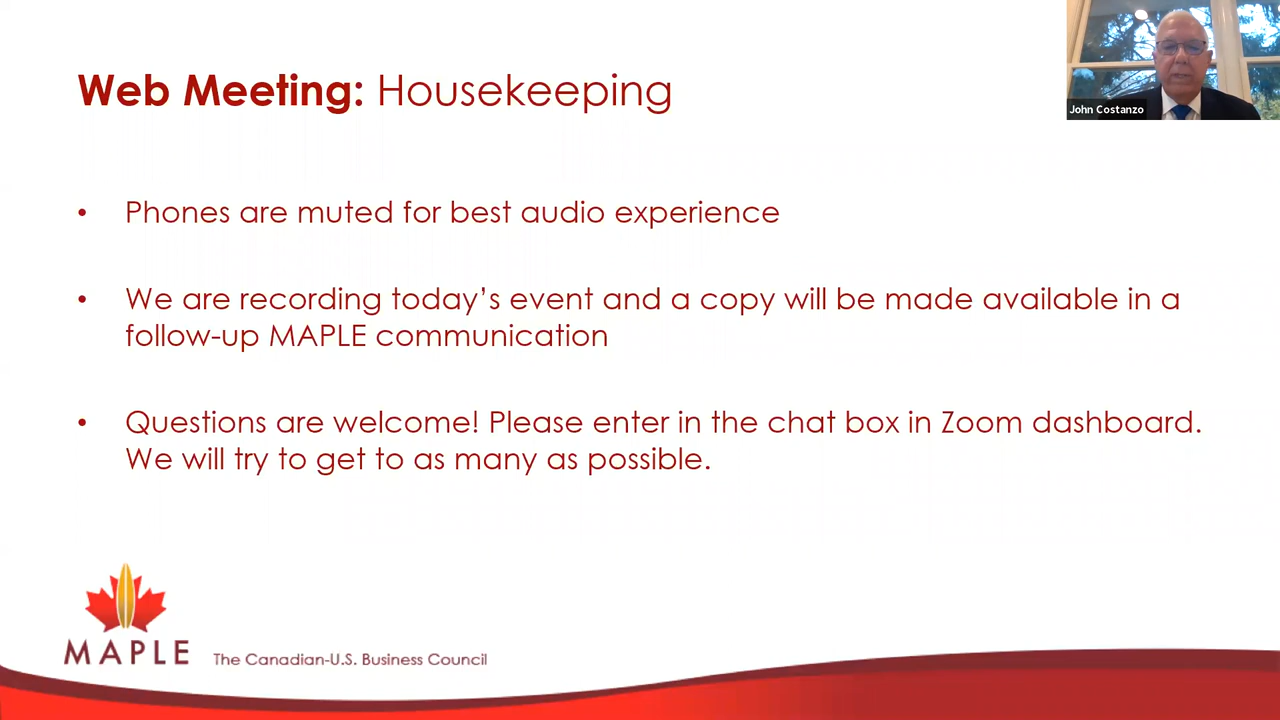 Web Meeting: Housekeeping
John Costanzo
• Phones are muted for best audio experience
• We are recording today’s event and a copy will be made available in a
follow-up MAPLE communication
• Questions are welcome! Please enter in the chat box in Zoom dashboard.
We will try to get to as many as possible.
MAPLE The Canadian-U.S. Business Council